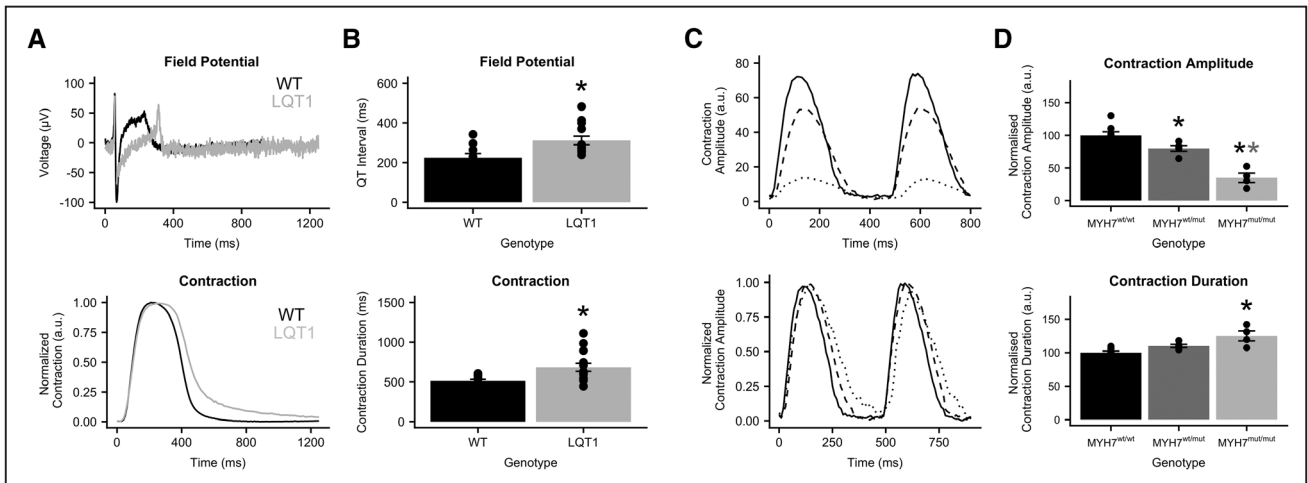 A
Field Potential
WT
LQT1
Voltage (µV)
100
50
0
-50
-100
0
400
800
1200
Time (ms)
Contraction
WT
LQT1
Normalized
Contraction (a.u.)
1.00
0.75
0.50
0.25
0.00
0
400
800
1200
Time (ms)
B
Field Potential
*
QT Interval (ms)
600
400
200
0
WT
LQT1
Genotype
Contraction
*
Contraction Duration (ms)
1500
1000
500
0
WT
LQT1
Genotype
C
Contraction
Amplitude (a.u.)
80
60
40
20
0
0
200
400
600
800
Time (ms)
Normalized
Contraction Amplitude
1.00
0.75
0.50
0.25
0.00
0
250
500
750
Time (ms)
D
Contraction Amplitude
*
**
Normalised
Contraction Amplitude (a.u.)
150
100
50
0
MYH7wt/wt
MYH7wt/mut
MYH7mut/mut
Genotype
Contraction Duration
*
Normalised
Contraction Duration (a.u.)
150
100
50
0
MYH7wt/wt
MYH7wt/mut
MYH7mut/mut
Genotype